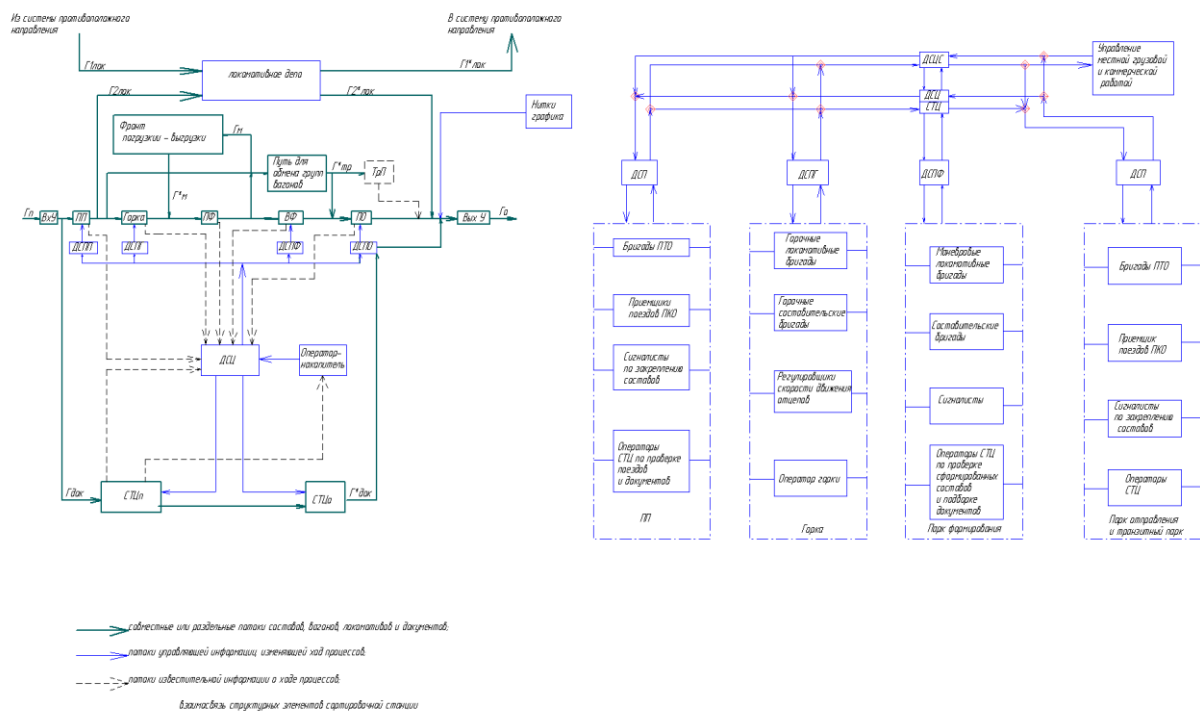 Из системы противоположного
направления
В систему противоположного
направления
Г1лок
локомотивное депо
Г1*лок
Г2лок
Г2*лок
Нитки
графика
Фронт
погрузкии – выгрузки
Гм
Путь для
обмена групп
вагонов
Г*тр
ТрП
Г*м
Гп
ВхУ
ПП
Горка
ПФ
ВФ
ПО
Вых У
Го
ДСПП
ДСПГ
ДСПФ
ДСПО
ДСЦ
Оператор-
накопитель
Гдок
СТЦп
СТЦо
Г*док
совместные или раздельные потоки составов, вагонов, локомотивов и документов;
потоки управляющей информациц изменяющей ход процессов;
потоки известительной информации о ходе процессов;
взаимосвязь структурных элементов сортировочной станции
ДСЦС
Управление
местной грузовой
и коммерческой
работой
ДСЦ
СТЦ
ДСП
ДСПГ
ДСПФ
ДСП
Бригады ПТО
Приемщики
поездов ПКО
Сигналисты
по закреплению
составов
Операторы
СТЦ по проверке
поездов
и документов
ПП
Горочные
локомотивные
бригады
Горочные
составительские
бригады
Регулировщики
скорости движения
отцепов
Оператор горки
Горка
Маневровые
локомотивные
бригады
Составительские
бригады
Сигналисты
Операторы СТЦ
по проверке
сформированных
составов
и подборке
документов
Парк формирования
Бригады ПТО
Приемщик
поездов ПКО
Сигналисты
по закреплению
составов
Операторы
СТЦ
Парк отправления
и транзитный парк